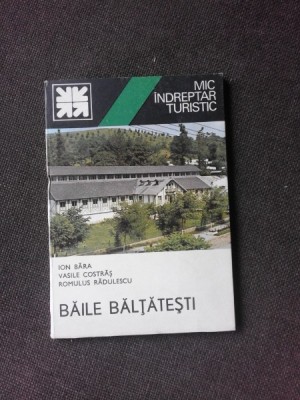 MIC
ÎNDREPTAR
TURISTIC
ION BÂRA
VASILE COSTRĂȘ
ROMULUS RĂDULESCU
BĂILE BĂLȚĂTEȘTI